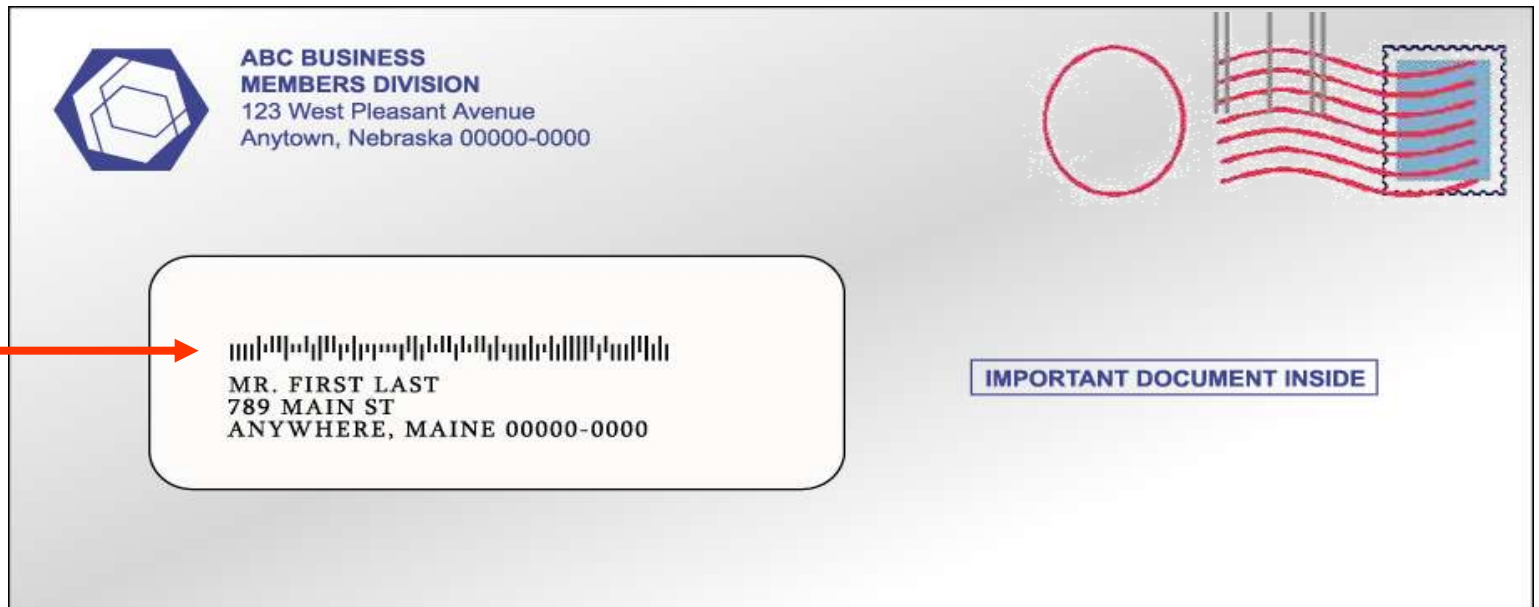 ABC BUSINESS
MEMBERS DIVISION
123 West Pleasant Avenue
Anytown, Nebraska 00000-0000
MR. FIRST LAST
789 MAIN ST
ANYWHERE, MAINE 00000-0000
IMPORTANT DOCUMENT INSIDE